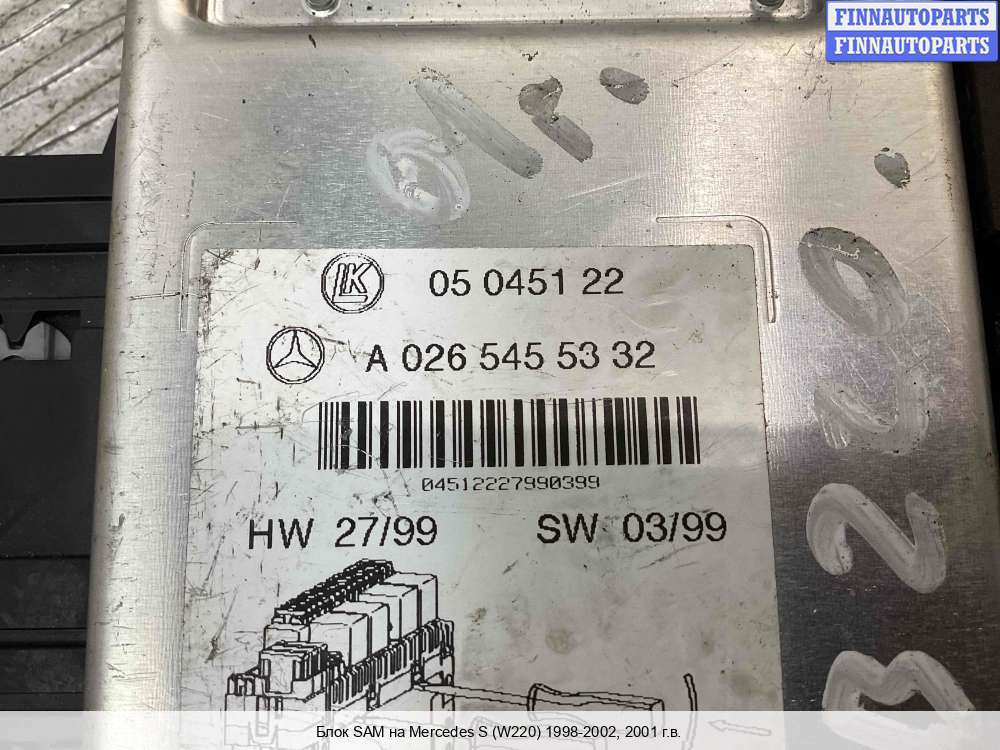 FINNAUTOPARTS
FINNAUTOPARTS
LK 05 0451 22
A 026 545 53 32
04512227990399
HW 27/99 SW 03/99
Блок SAM на Mercedes S (W220) 1998-2002, 2001 г.в.